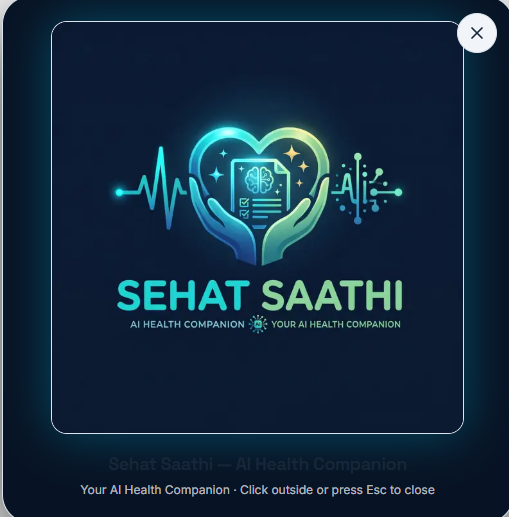 AI
SEHAT SAATHI
AI HEALTH COMPANION AI YOUR AI HEALTH COMPANION
Sehat Saathi — AI Health Companion
Your AI Health Companion · Click outside or press Esc to close